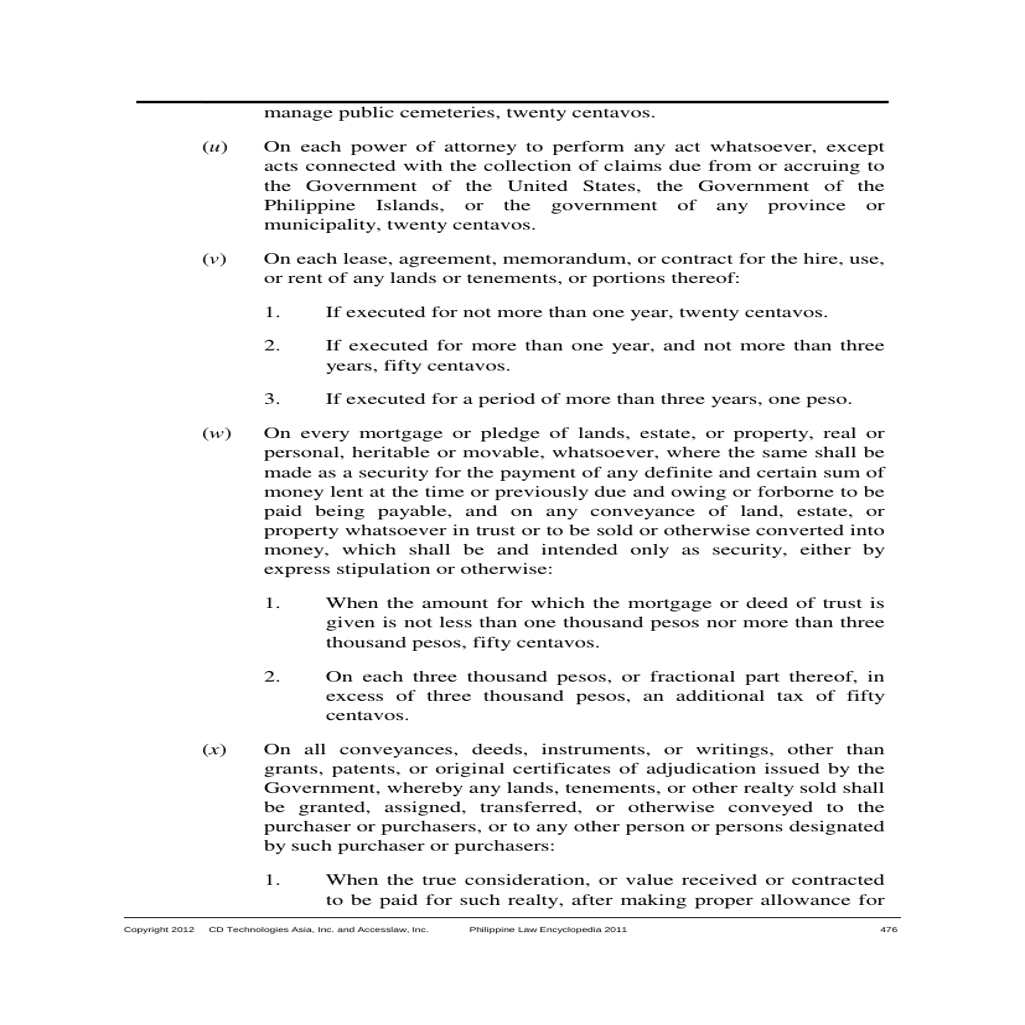 manage public cemeteries, twenty centavos.
(u) On each power of attorney to perform any act whatsoever, except
acts connected with the collection of claims due from or accruing to
the Government of the United States, the Government of the
Philippine Islands, or the government of any province or
municipality, twenty centavos.
(v) On each lease, agreement, memorandum, or contract for the hire, use,
or rent of any lands or tenements, or portions thereof:
1. If executed for not more than one year, twenty centavos.
2. If executed for more than one year, and not more than three
years, fifty centavos.
3. If executed for a period of more than three years, one peso.
(w) On every mortgage or pledge of lands, estate, or property, real or
personal, heritable or movable, whatsoever, where the same shall be
made as a security for the payment of any definite and certain sum of
money lent at the time or previously due and owing or forborne to be
paid being payable, and on any conveyance of land, estate, or
property whatsoever in trust or to be sold or otherwise converted into
money, which shall be and intended only as security, either by
express stipulation or otherwise:
1. When the amount for which the mortgage or deed of trust is
given is not less than one thousand pesos nor more than three
thousand pesos, fifty centavos.
2. On each three thousand pesos, or fractional part thereof, in
excess of three thousand pesos, an additional tax of fifty
centavos.
(x) On all conveyances, deeds, instruments, or writings, other than
grants, patents, or original certificates of adjudication issued by the
Government, whereby any lands, tenements, or other realty sold shall
be granted, assigned, transferred, or otherwise conveyed to the
purchaser or purchasers, or to any other person or persons designated
by such purchaser or purchasers:
1. When the true consideration, or value received or contracted
to be paid for such realty, after making proper allowance for
Copyright 2012 CD Technologies Asia, Inc. and Accesslaw, Inc. Philippine Law Encyclopedia 2011 476